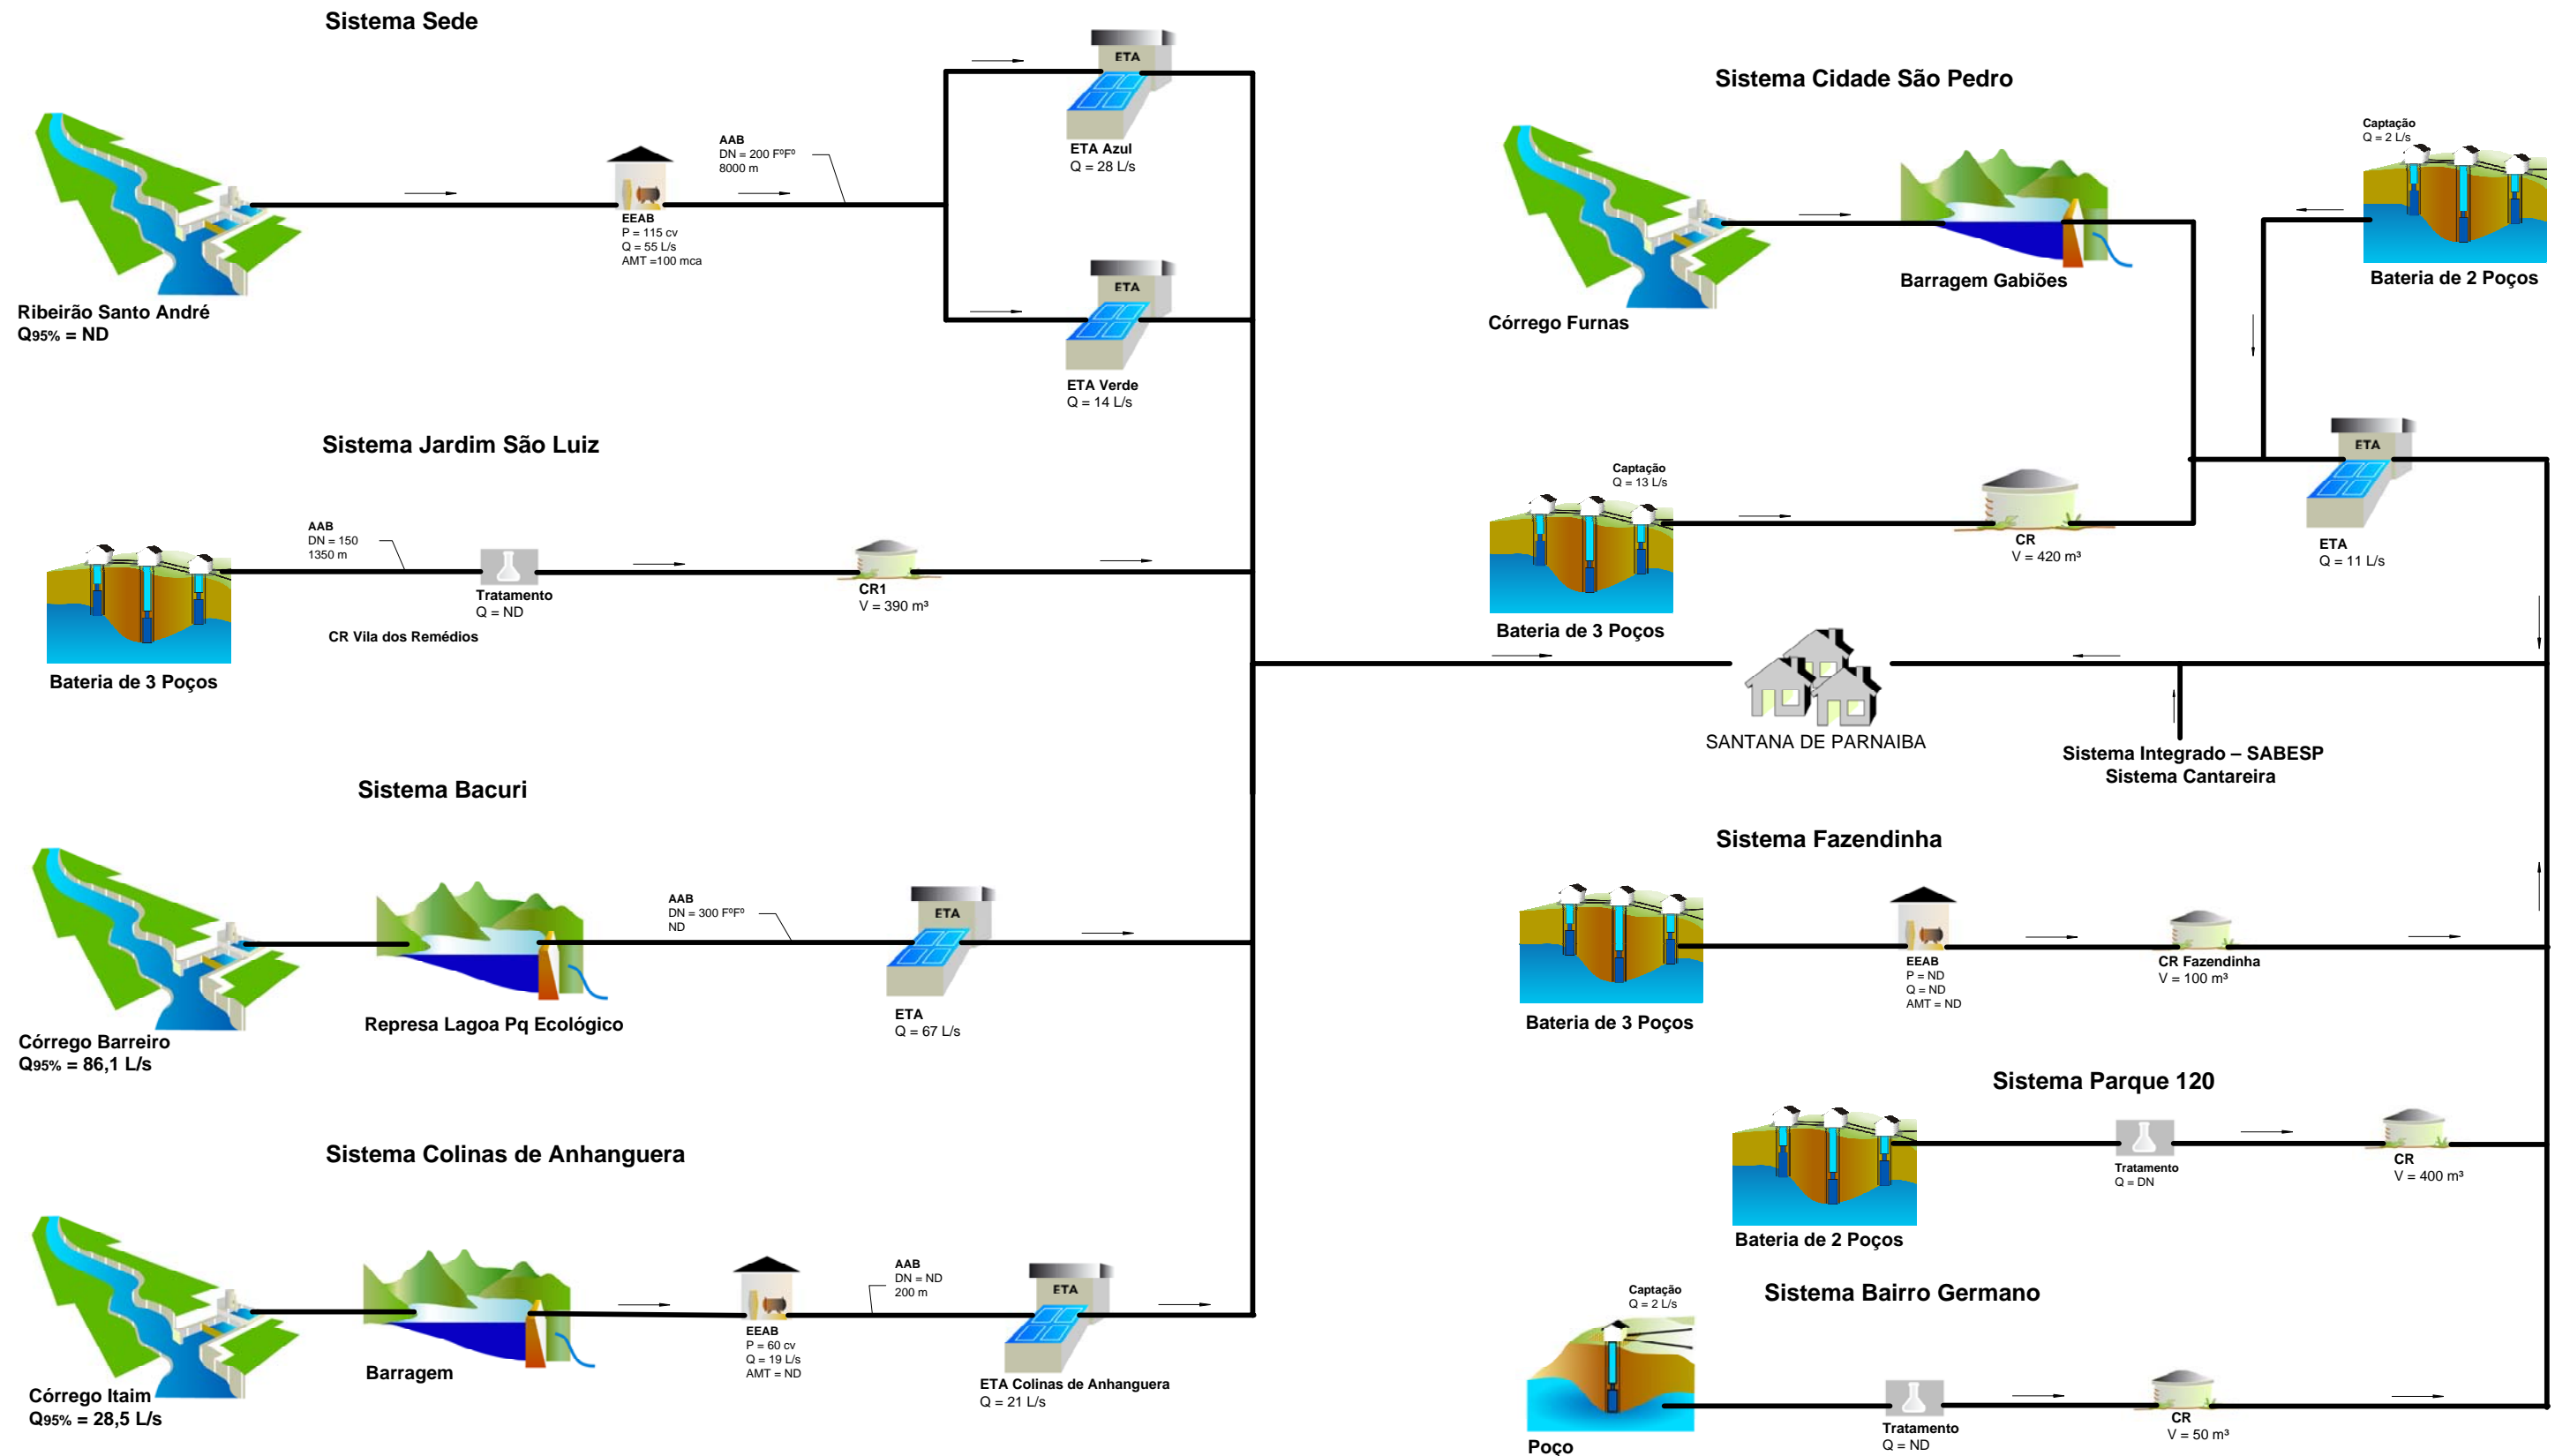 Sistema Sede
ETA
ETA Azul
Q = 28 L/s
AAB
DN = 200 FºFº
8000 m
EEAB
P = 115 cv
Q = 55 L/s
AMT =100 mca
Ribeirão Santo André
Q95% = ND
ETA
ETA Verde
Q = 14 L/s
Sistema Jardim São Luiz
AAB
DN = 150
1350 m
Tratamento
Q = ND
CR1
V = 390 m³
CR Vila dos Remédios
Bateria de 3 Poços
Sistema Bacuri
AAB
DN = 300 FºFº
ND
ETA
ETA
Q = 67 L/s
Represa Lagoa Pq Ecológico
Córrego Barreiro
Q95% = 86,1 L/s
Sistema Colinas de Anhanguera
AAB
DN = ND
200 m
ETA
EEAB
P = 60 cv
Q = 19 L/s
AMT = ND
Barragem
ETA Colinas de Anhanguera
Q = 21 L/s
Córrego Itaim
Q95% = 28,5 L/s
Sistema Cidade São Pedro
Captação
Q = 2 L/s
Bateria de 2 Poços
Barragem Gabiões
Córrego Furnas
Captação
Q = 13 L/s
ETA
CR
V = 420 m³
ETA
Q = 11 L/s
Bateria de 3 Poços
SANTANA DE PARNAIBA
Sistema Integrado – SABESP
Sistema Cantareira
Sistema Fazendinha
EEAB
P = ND
Q = ND
AMT = ND
CR Fazendinha
V = 100 m³
Bateria de 3 Poços
Sistema Parque 120
Tratamento
Q = DN
CR
V = 400 m³
Bateria de 2 Poços
Sistema Bairro Germano
Captação
Q = 2 L/s
Poço
Tratamento
Q = ND
CR
V = 50 m³